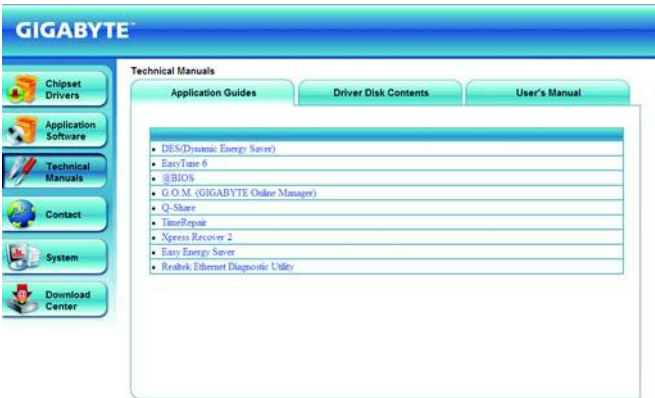 GIGABYTE™
Technical Manuals
Application Guides
Driver Disk Contents
User's Manual
Chipset
Drivers
Application
Software
Technical
Manuals
Contact
System
Download
Center
• DES(Dynamic Energy Saver)
• EasyTune 6
• @BIOS
• G.O.M. (GIGABYTE Online Manager)
• Q-Share
• TimeRepair
• Xpress Recover 2
• Easy Energy Saver
• Realtek Ethernet Diagnostic Utility